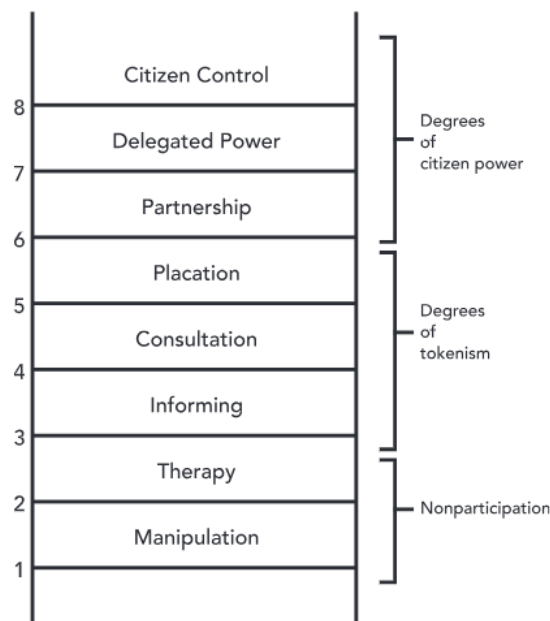 Citizen Control
8
Delegated Power
7
Partnership
6
Placation
5
Consultation
4
Informing
3
Therapy
2
Manipulation
1
Degrees
of
citizen power
Degrees
of
tokenism
Nonparticipation